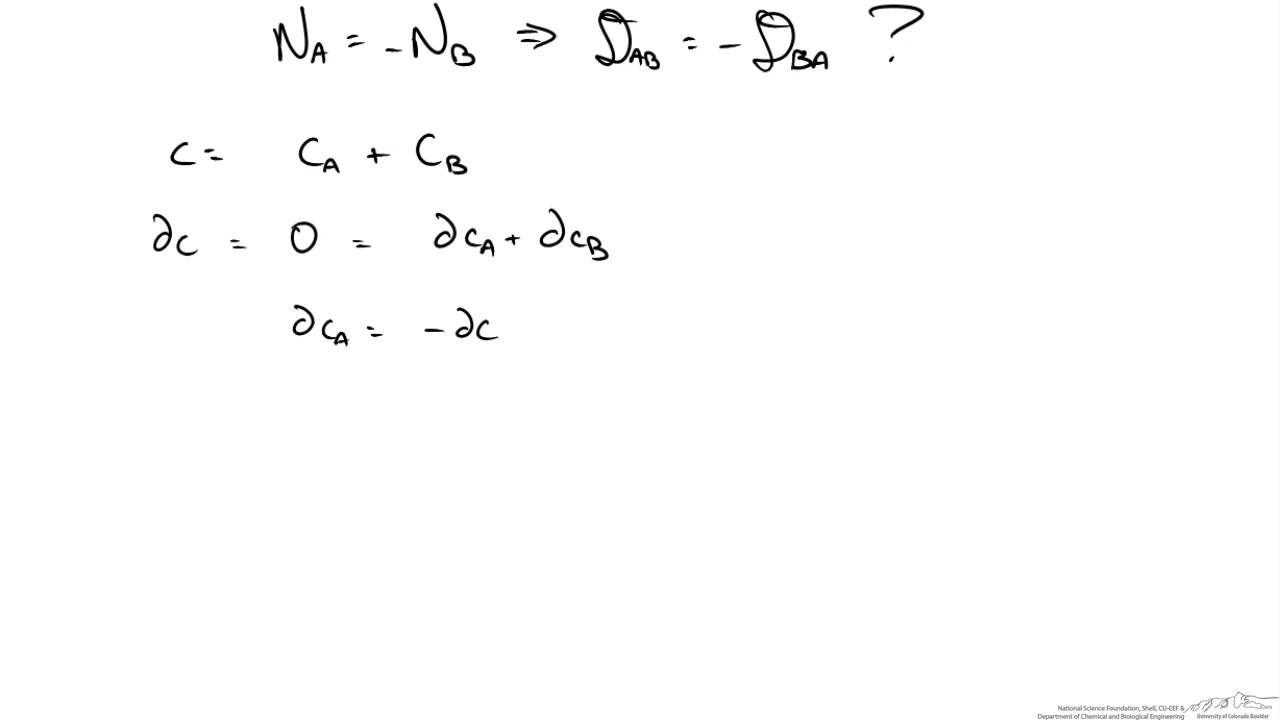 N_A = -N_B ⇒ 𝒟_AB = -𝒟_BA ?
C = C_A + C_B
∂C = 0 = ∂C_A + ∂C_B
∂C_A = -∂C
National Science Foundation, Shell, CU-EEF &
Department of Chemical and Biological Engineering
University of Colorado Boulder